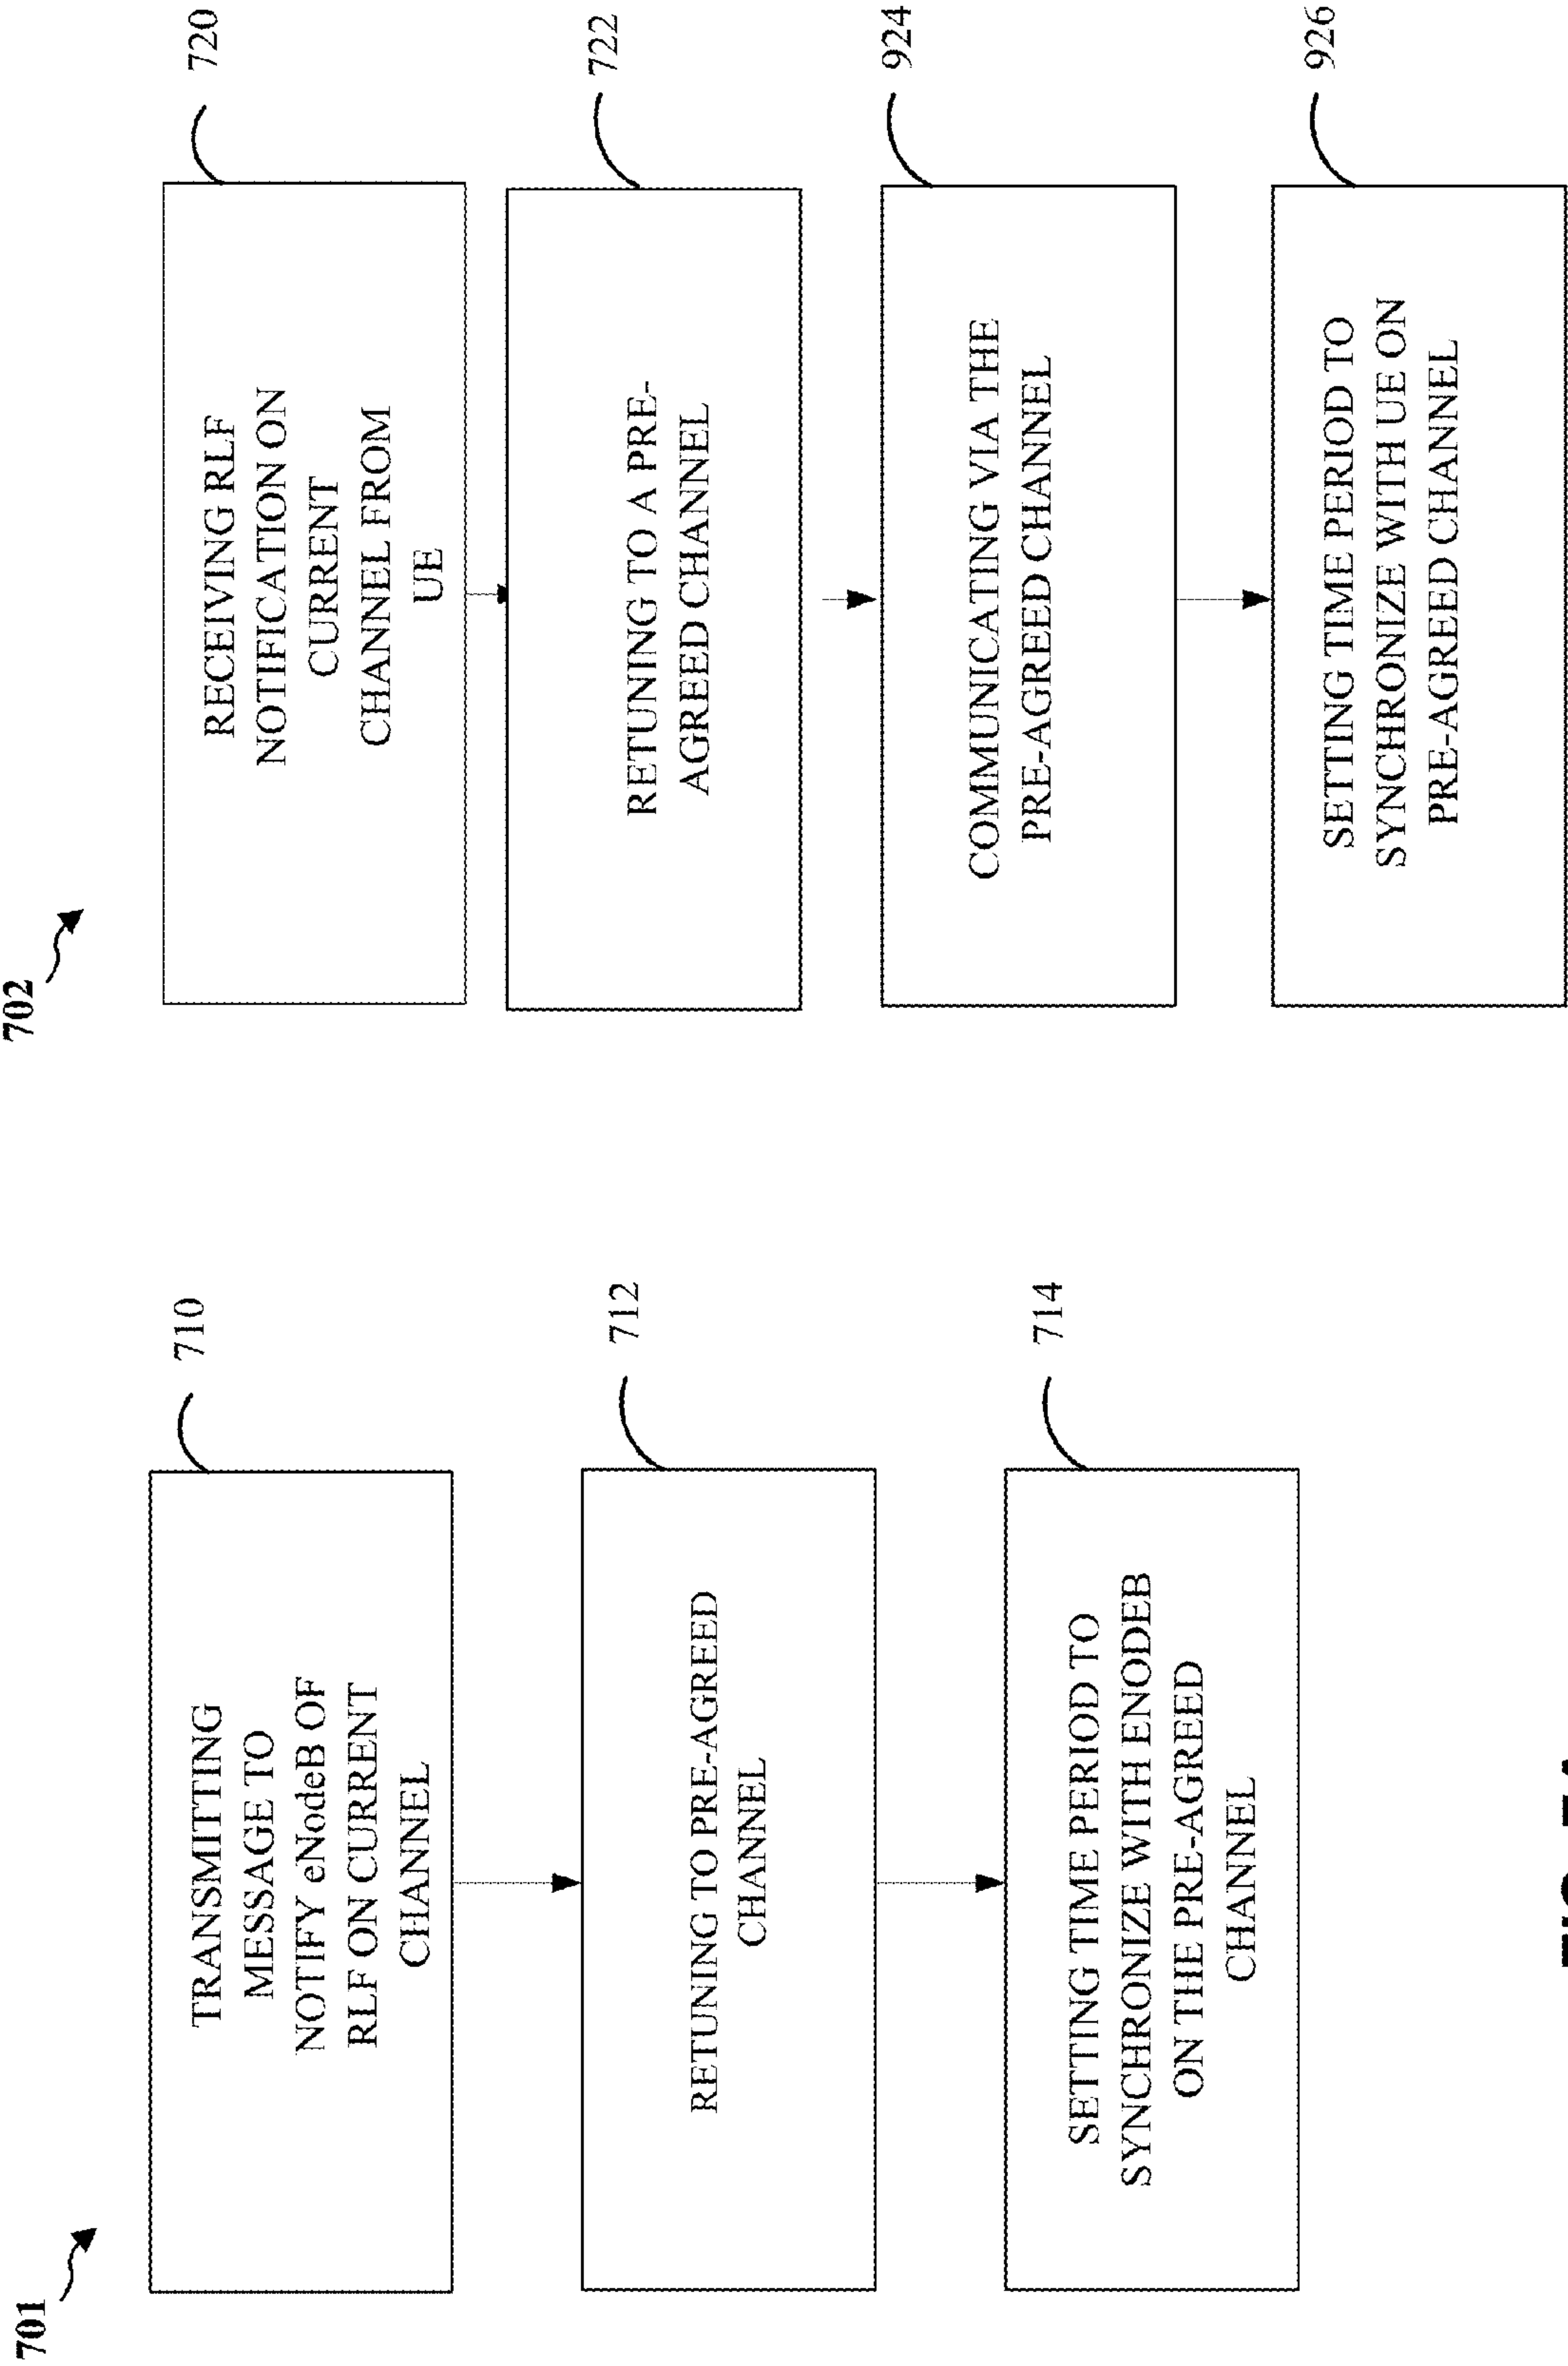 701
710
TRANSMITTING
MESSAGE TO
NOTIFY eNodeB OF
RLF ON CURRENT
CHANNEL
712
RETUNING TO PRE-AGREED
CHANNEL
714
SETTING TIME PERIOD TO
SYNCHRONIZE WITH ENODEB
ON THE PRE-AGREED
CHANNEL
702
720
RECEIVING RLF
NOTIFICATION ON
CURRENT
CHANNEL FROM
UE
722
RETUNING TO A PRE-
AGREED CHANNEL
924
COMMUNICATING VIA THE
PRE-AGREED CHANNEL
926
SETTING TIME PERIOD TO
SYNCHRONIZE WITH UE ON
PRE-AGREED CHANNEL